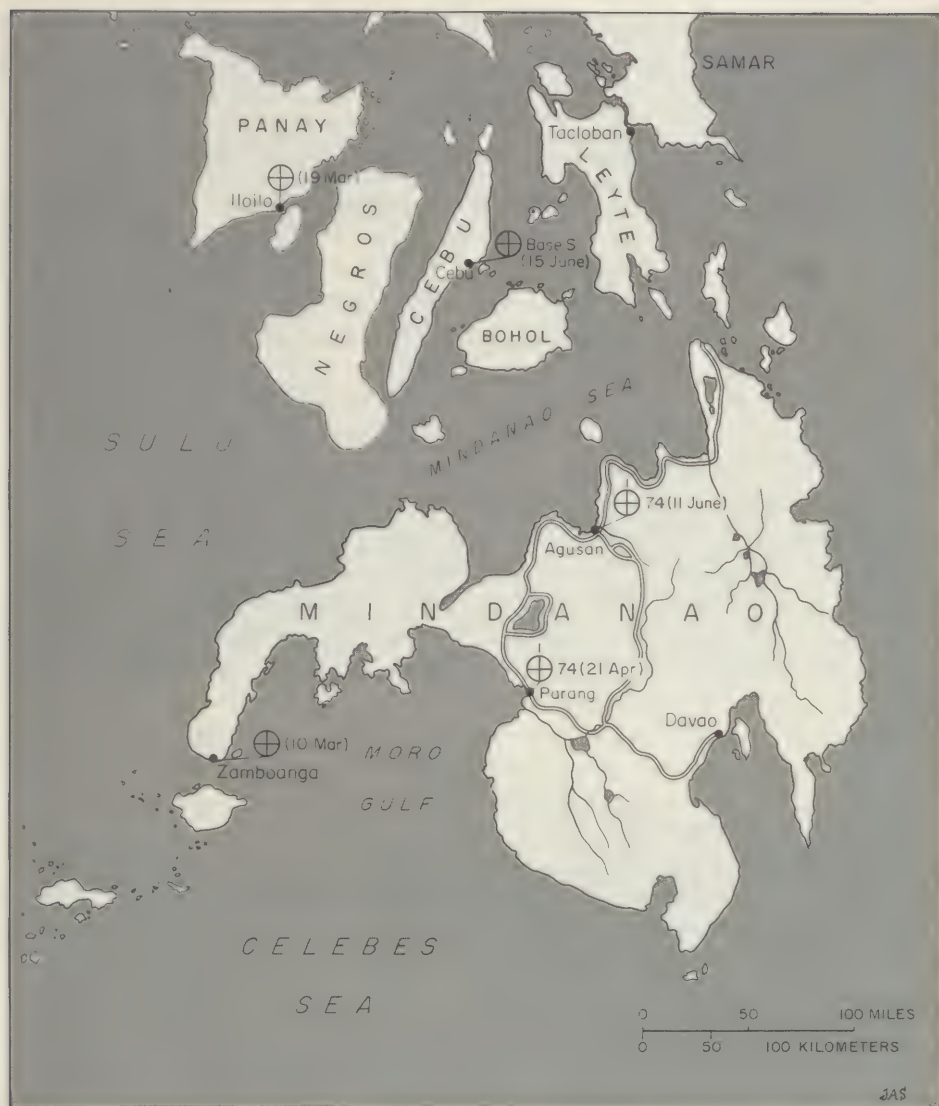 SAMAR
PANAY
Tacloban
LEYTE
(19 Mar)
Iloilo
NEGROS
CEBU
Base S
(15 June)
Cebu
BOHOL
MINDANAO SEA
SULU
SEA
I
74 (11 June)
Agusan
MINDANAO
I
74 (21 Apr)
Parang
Davao
(10 Mar)
Zamboanga
MORO
GULF
CELEBES
SEA
0 50 100 MILES
0 50 100 KILOMETERS
JAS